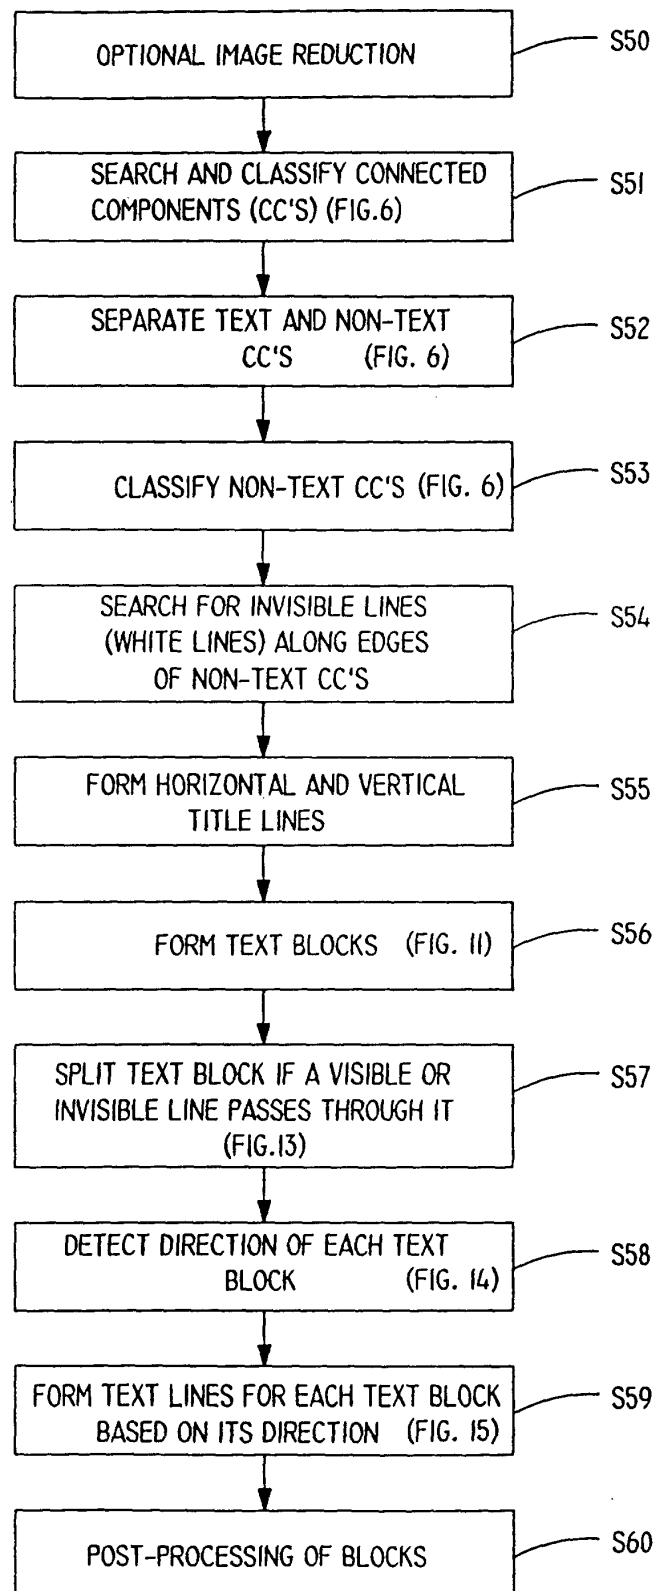 OPTIONAL IMAGE REDUCTION
S50
SEARCH AND CLASSIFY CONNECTED
COMPONENTS (CC'S) (FIG.6)
S51
SEPARATE TEXT AND NON-TEXT
CC'S (FIG. 6)
S52
CLASSIFY NON-TEXT CC'S (FIG. 6)
S53
SEARCH FOR INVISIBLE LINES
(WHITE LINES) ALONG EDGES
OF NON-TEXT CC'S
S54
FORM HORIZONTAL AND VERTICAL
TITLE LINES
S55
FORM TEXT BLOCKS (FIG. 11)
S56
SPLIT TEXT BLOCK IF A VISIBLE OR
INVISIBLE LINE PASSES THROUGH IT
(FIG.13)
S57
DETECT DIRECTION OF EACH TEXT
BLOCK (FIG. 14)
S58
FORM TEXT LINES FOR EACH TEXT BLOCK
BASED ON ITS DIRECTION (FIG. 15)
S59
POST-PROCESSING OF BLOCKS
S60